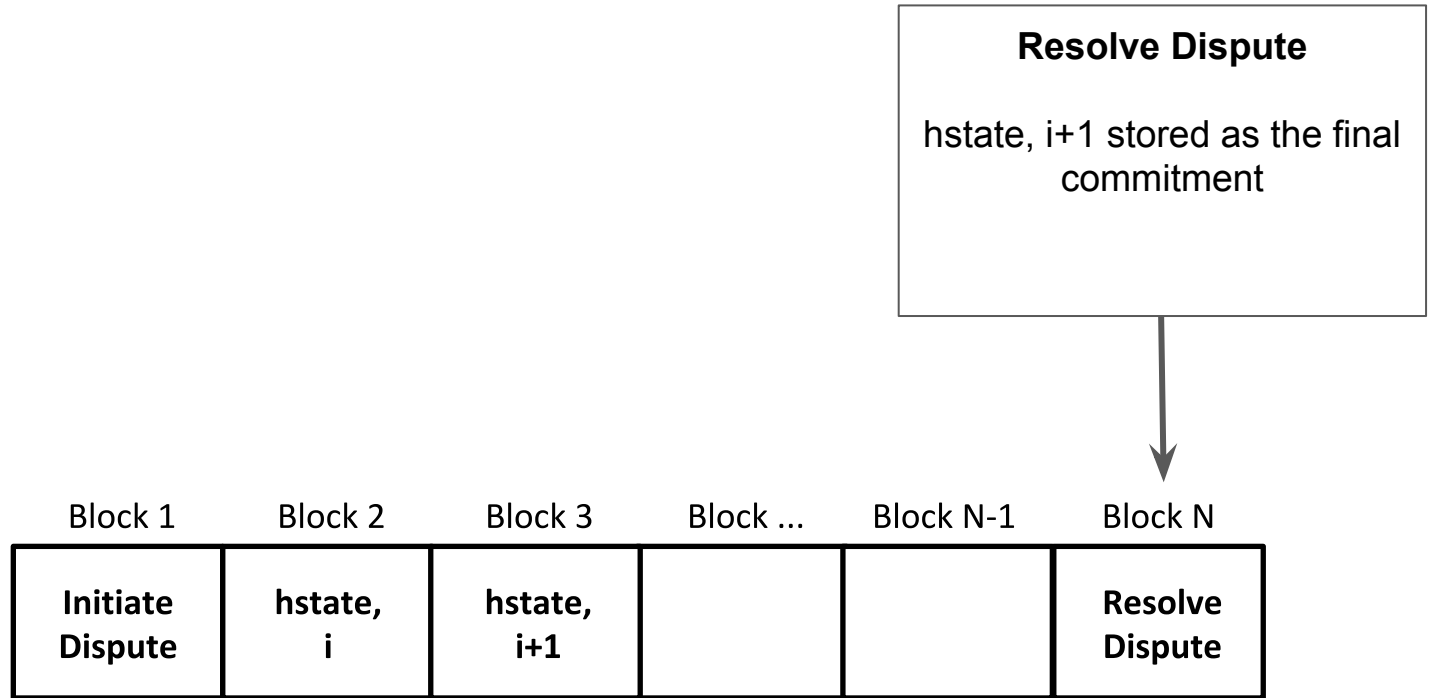 Resolve Dispute
hstate, i+1 stored as the final
commitment
Block 1
Block 2
Block 3
Block ...
Block N-1
Block N
Initiate
Dispute
hstate,
i
hstate,
i+1
Resolve
Dispute